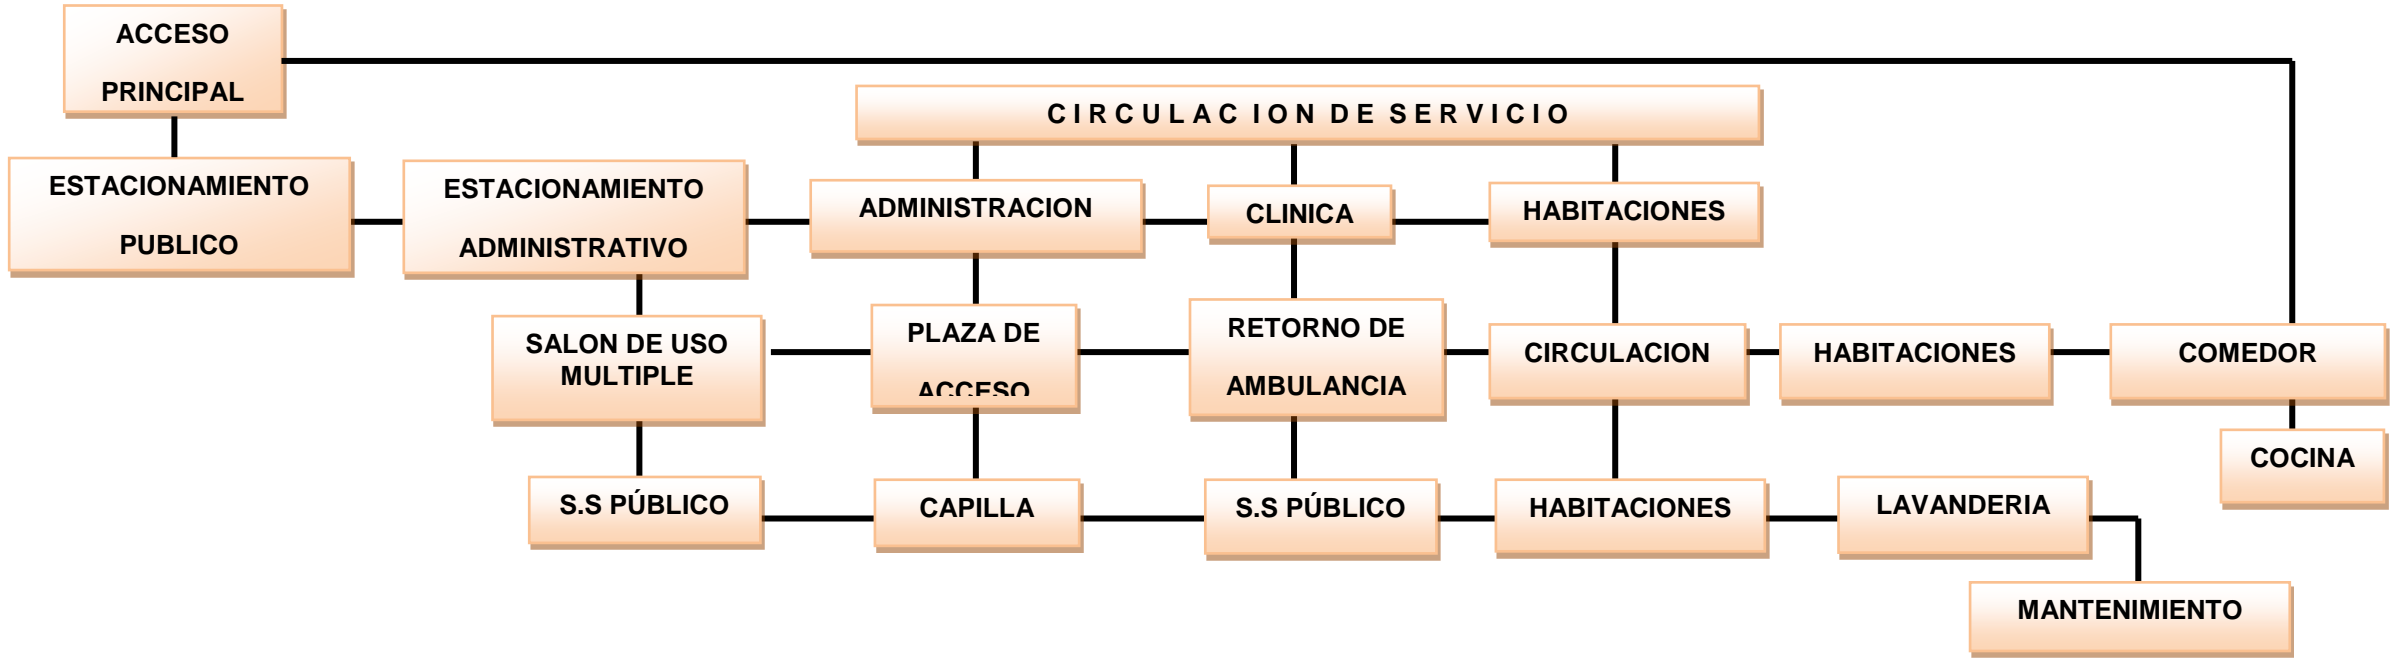 ACCESO
PRINCIPAL
C I R C U L A C I O N D E S E R V I C I O
ESTACIONAMIENTO
PUBLICO
ESTACIONAMIENTO
ADMINISTRATIVO
ADMINISTRACION
CLINICA
HABITACIONES
SALON DE USO
MULTIPLE
PLAZA DE
ACCESO
RETORNO DE
AMBULANCIA
CIRCULACION
HABITACIONES
COMEDOR
COCINA
S.S PÚBLICO
CAPILLA
S.S PÚBLICO
HABITACIONES
LAVANDERIA
MANTENIMIENTO